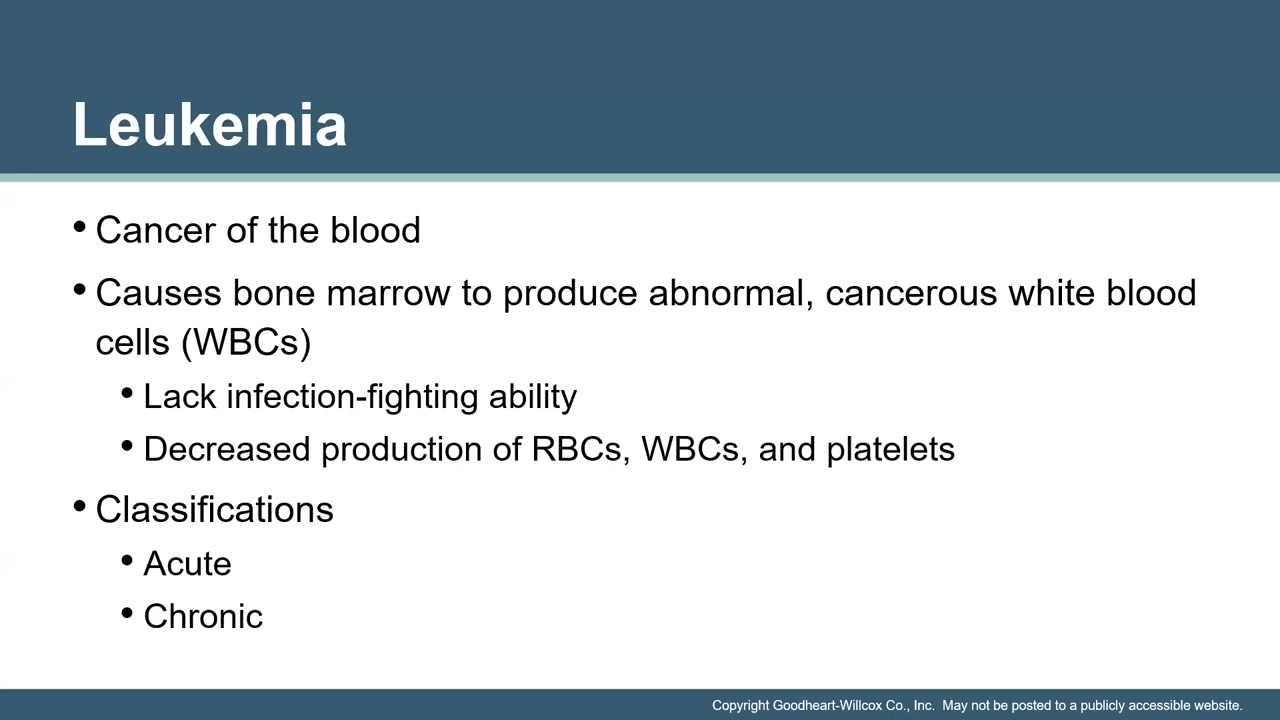 Leukemia
• Cancer of the blood
• Causes bone marrow to produce abnormal, cancerous white blood
cells (WBCs)
• Lack infection-fighting ability
• Decreased production of RBCs, WBCs, and platelets
• Classifications
• Acute
• Chronic
Copyright Goodheart-Willcox Co., Inc.  May not be posted to a publicly accessible website.